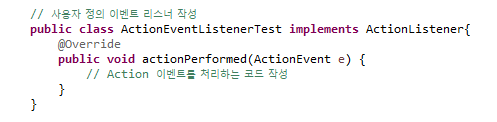 // 사용자 정의 이벤트 리스너 작성
public class ActionEventListenerTest implements ActionListener{
@Override
public void actionPerformed(ActionEvent e) {
// Action 이벤트를 처리하는 코드 작성
}
}